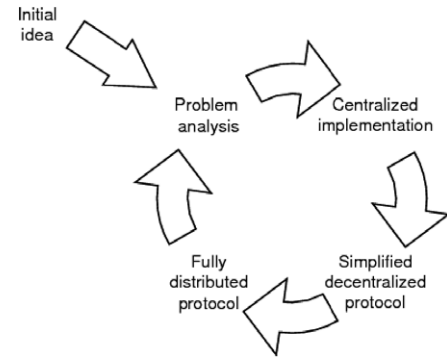 Initial
idea
Problem
analysis
Centralized
implementation
Simplified
decentralized
protocol
Fully
distributed
protocol